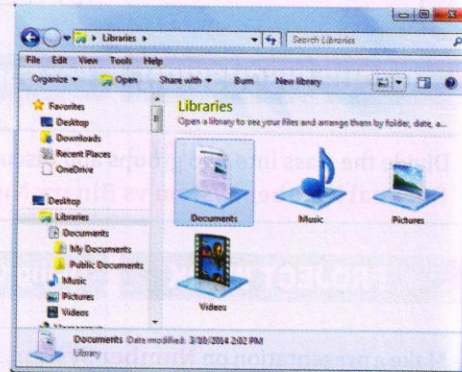 Libraries
Search Libraries
File Edit View Tools Help
Organize Open Share with Burn New library
Favorites
Desktop
Downloads
Recent Places
OneDrive
Desktop
Libraries
Documents
My Documents
Public Documents
Music
Pictures
Videos
Libraries
Open a library to see your files and arrange them by folder, date, a...
Documents Music Pictures
Videos
Documents Date modified: 3/10/2014 2:02 PM
Library